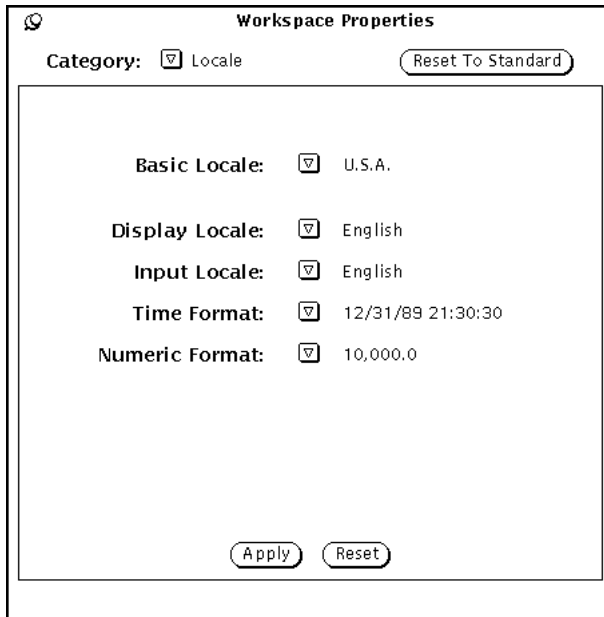 Workspace Properties
Category: Locale Reset To Standard
Basic Locale: U.S.A.
Display Locale: English
Input Locale: English
Time Format: 12/31/89 21:30:30
Numeric Format: 10,000.0
Apply Reset